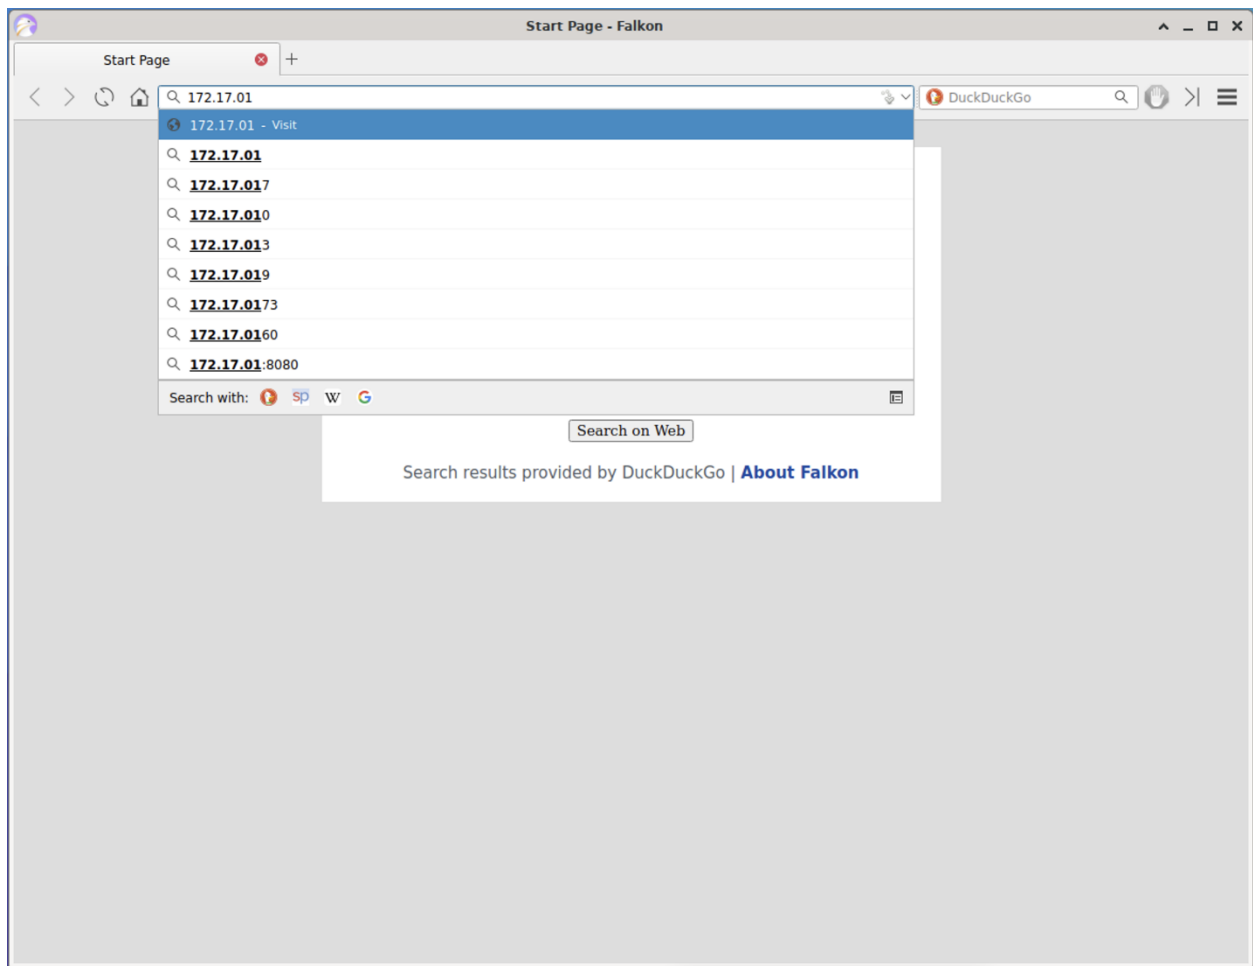 Start Page - Falkon
Start Page
172.17.01
DuckDuckGo
172.17.01 - Visit
172.17.01
172.17.017
172.17.010
172.17.013
172.17.019
172.17.0173
172.17.0160
172.17.01:8080
Search with: sp W G
Search on Web
Search results provided by DuckDuckGo | About Falkon